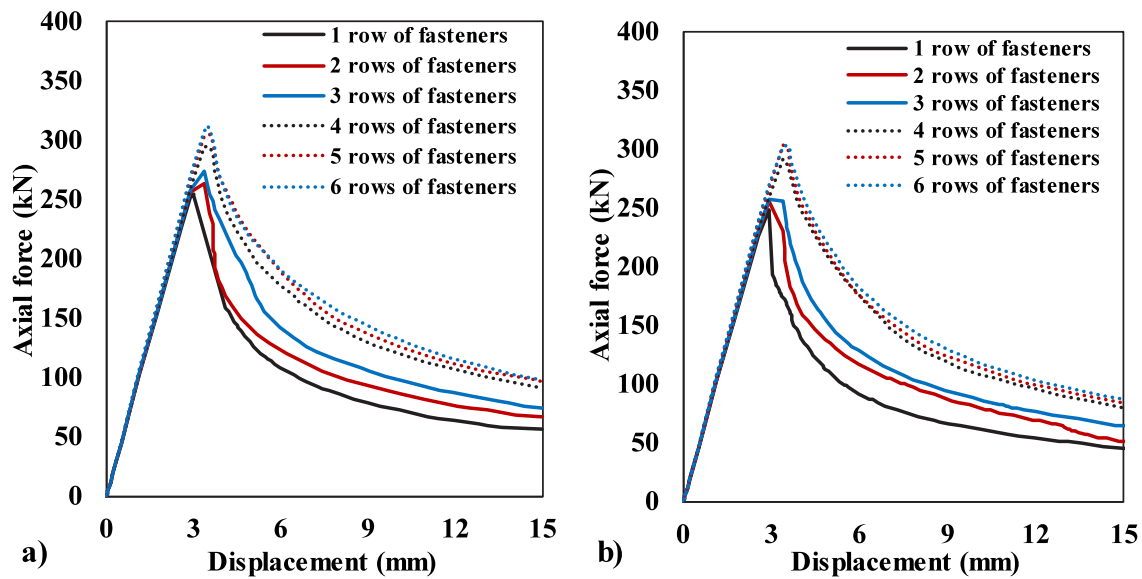 400
350
300
250
200
150
100
50
0
Axial force (kN)
1 row of fasteners
2 rows of fasteners
3 rows of fasteners
4 rows of fasteners
5 rows of fasteners
6 rows of fasteners
0 3 6 9 12 15
Displacement (mm)
a)
400
350
300
250
200
150
100
50
0
Axial force (kN)
1 row of fasteners
2 rows of fasteners
3 rows of fasteners
4 rows of fasteners
5 rows of fasteners
6 rows of fasteners
0 3 6 9 12 15
Displacement (mm)
b)